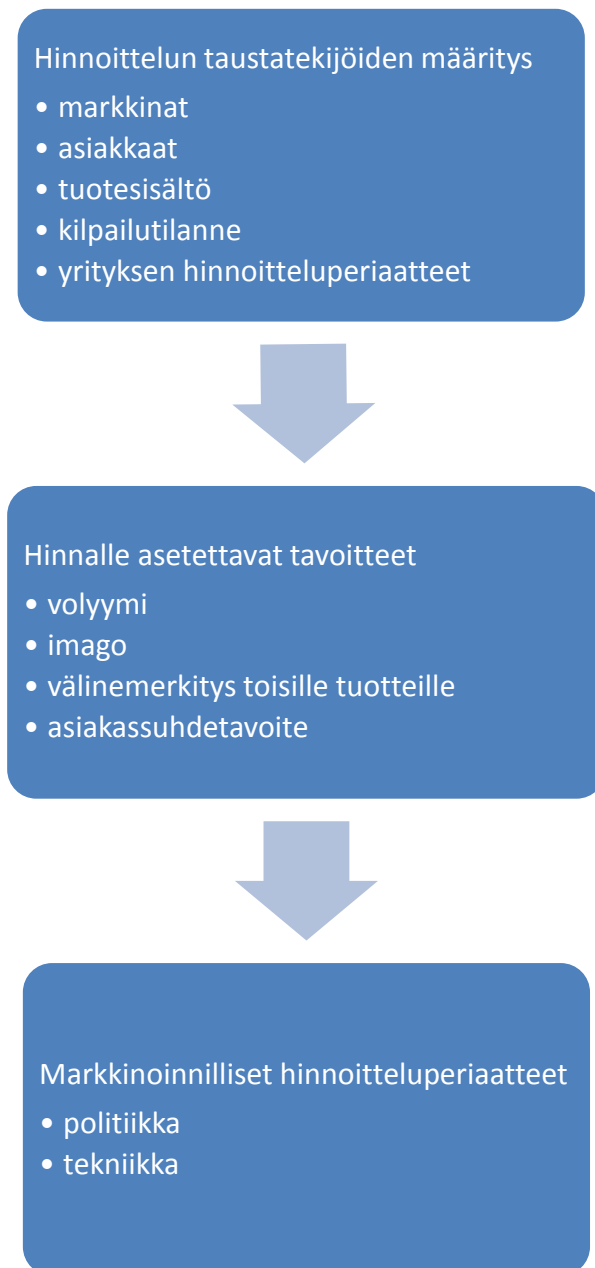 Hinnoittelun taustatekijöiden määritys
• markkinat
• asiakkaat
• tuotesisältö
• kilpailutilanne
• yrityksen hinnoitteluperiaatteet
Hinnalle asetettavat tavoitteet
• volyymi
• imago
• välinemerkitys toisille tuotteille
• asiakassuhdetavoite
Markkinoinnilliset hinnoitteluperiaatteet
• politiikka
• tekniikka